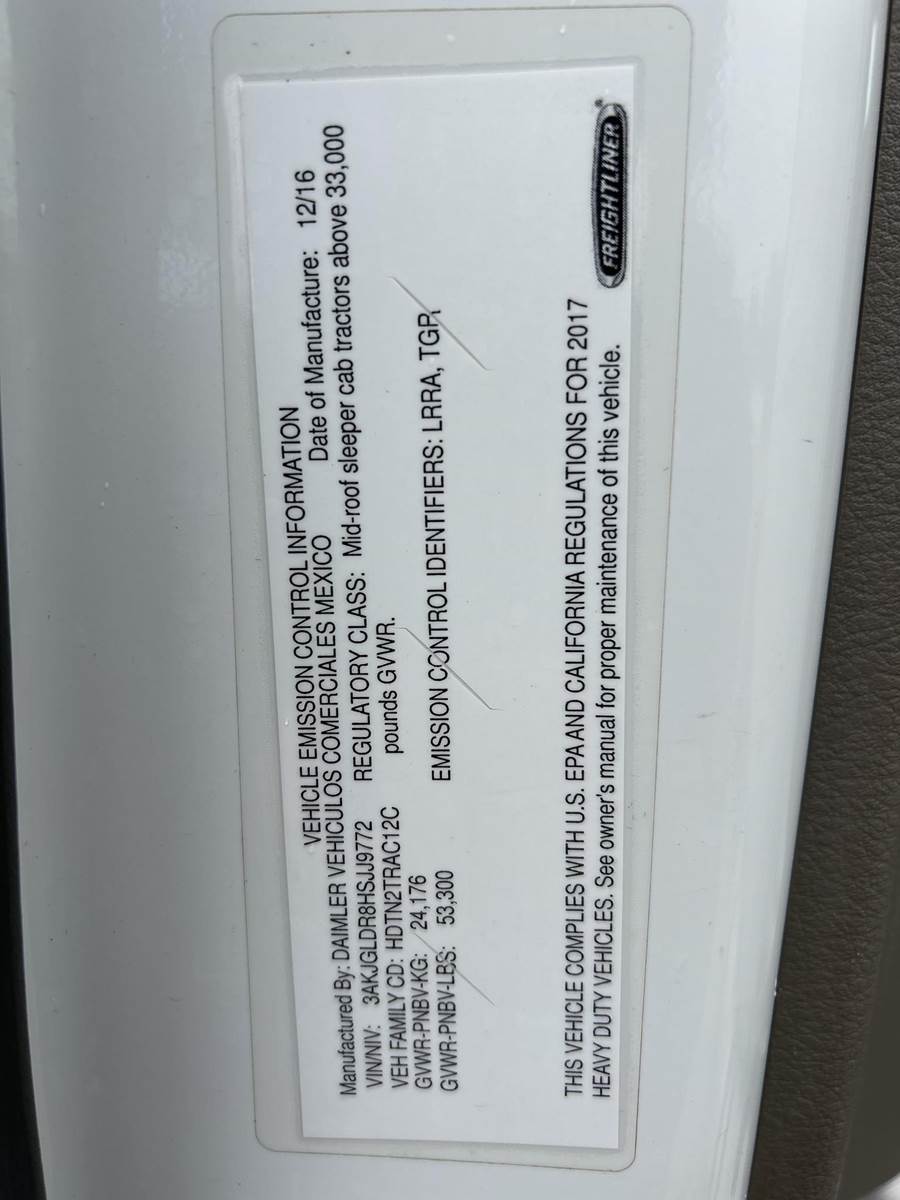 VEHICLE EMISSION CONTROL INFORMATION
Manufactured By: DAIMLER VEHICULOS COMERCIALES MEXICO Date of Manufacture: 12/16
VIN/NIV: 3AKJGLDR8HSJJ9772 REGULATORY CLASS: Mid-roof sleeper cab tractors above 33,000
VEH FAMILY CD: HDTN2TRAC12C pounds GVWR.
GVWR-PNBV-KG: 24,176
GVWR-PNBV-LBS: 53,300 EMISSION CONTROL IDENTIFIERS: LRRA, TGR,
THIS VEHICLE COMPLIES WITH U.S. EPA AND CALIFORNIA REGULATIONS FOR 2017
HEAVY DUTY VEHICLES. See owner's manual for proper maintenance of this vehicle.
FREIGHTLINER